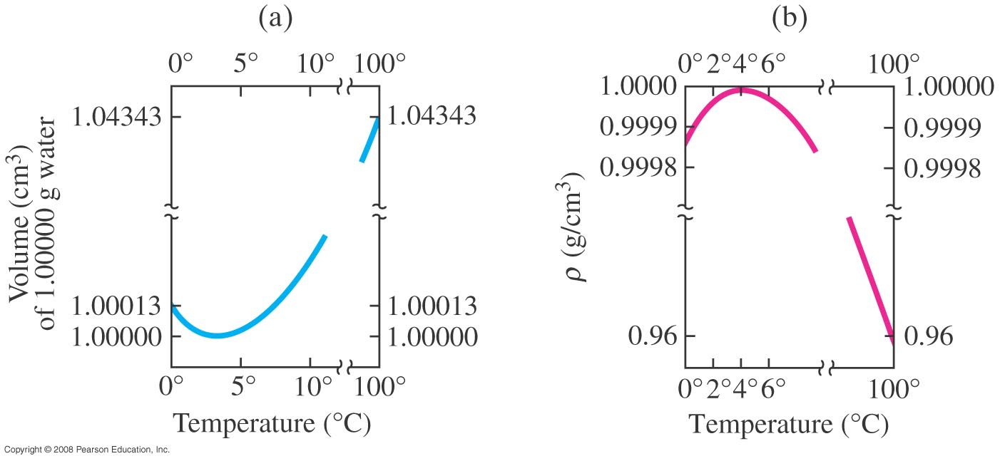 (a)
0° 5° 10° 100°
1.04343 1.04343
Volume (cm³)
of 1.00000 g water
1.00013 1.00013
1.00000 1.00000
0° 5° 10° 100°
Temperature (°C)
(b)
0° 2° 4° 6° 100°
1.0000 1.00000
0.9999 0.9999
0.9998 0.9998
ρ (g/cm³)
0.96 0.96
0° 2° 4° 6° 100°
Temperature (°C)
Copyright © 2008 Pearson Education, Inc.